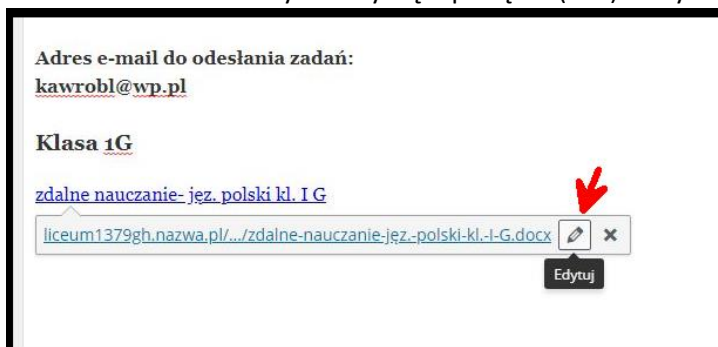 Adres e-mail do odesłania zadań:
kawrobl@wp.pl
Klasa 1G
zdalne nauczanie- jęz. polski kl. I G
liceum1379gh.nazwa.pl/.../zdalne-nauczanie-jęz.-polski-kl.-I-G.docx
Edytuj